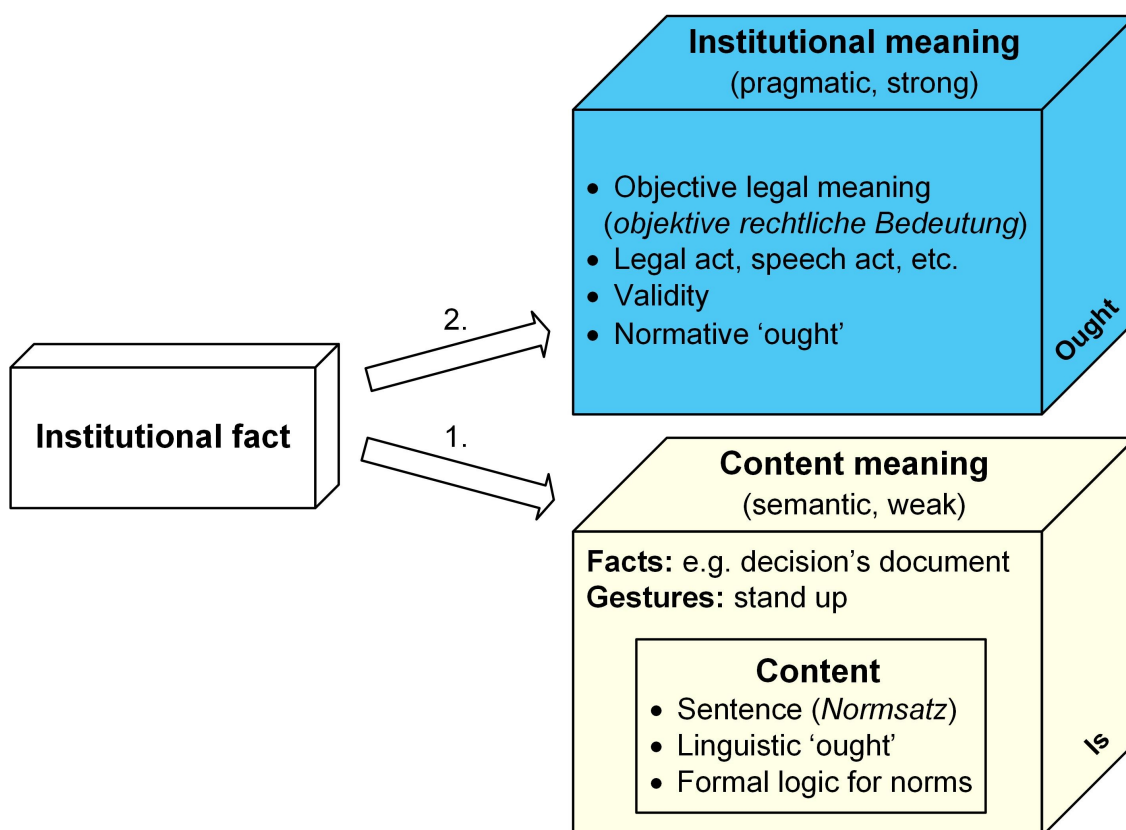 Institutional meaning
(pragmatic, strong)
• Objective legal meaning
(objektive rechtliche Bedeutung)
• Legal act, speech act, etc.
• Validity
• Normative ‘ought’
Ought
2.
Institutional fact
1.
Content meaning
(semantic, weak)
Facts: e.g. decision’s document
Gestures: stand up
Content
• Sentence (Normsatz)
• Linguistic ‘ought’
• Formal logic for norms
Is